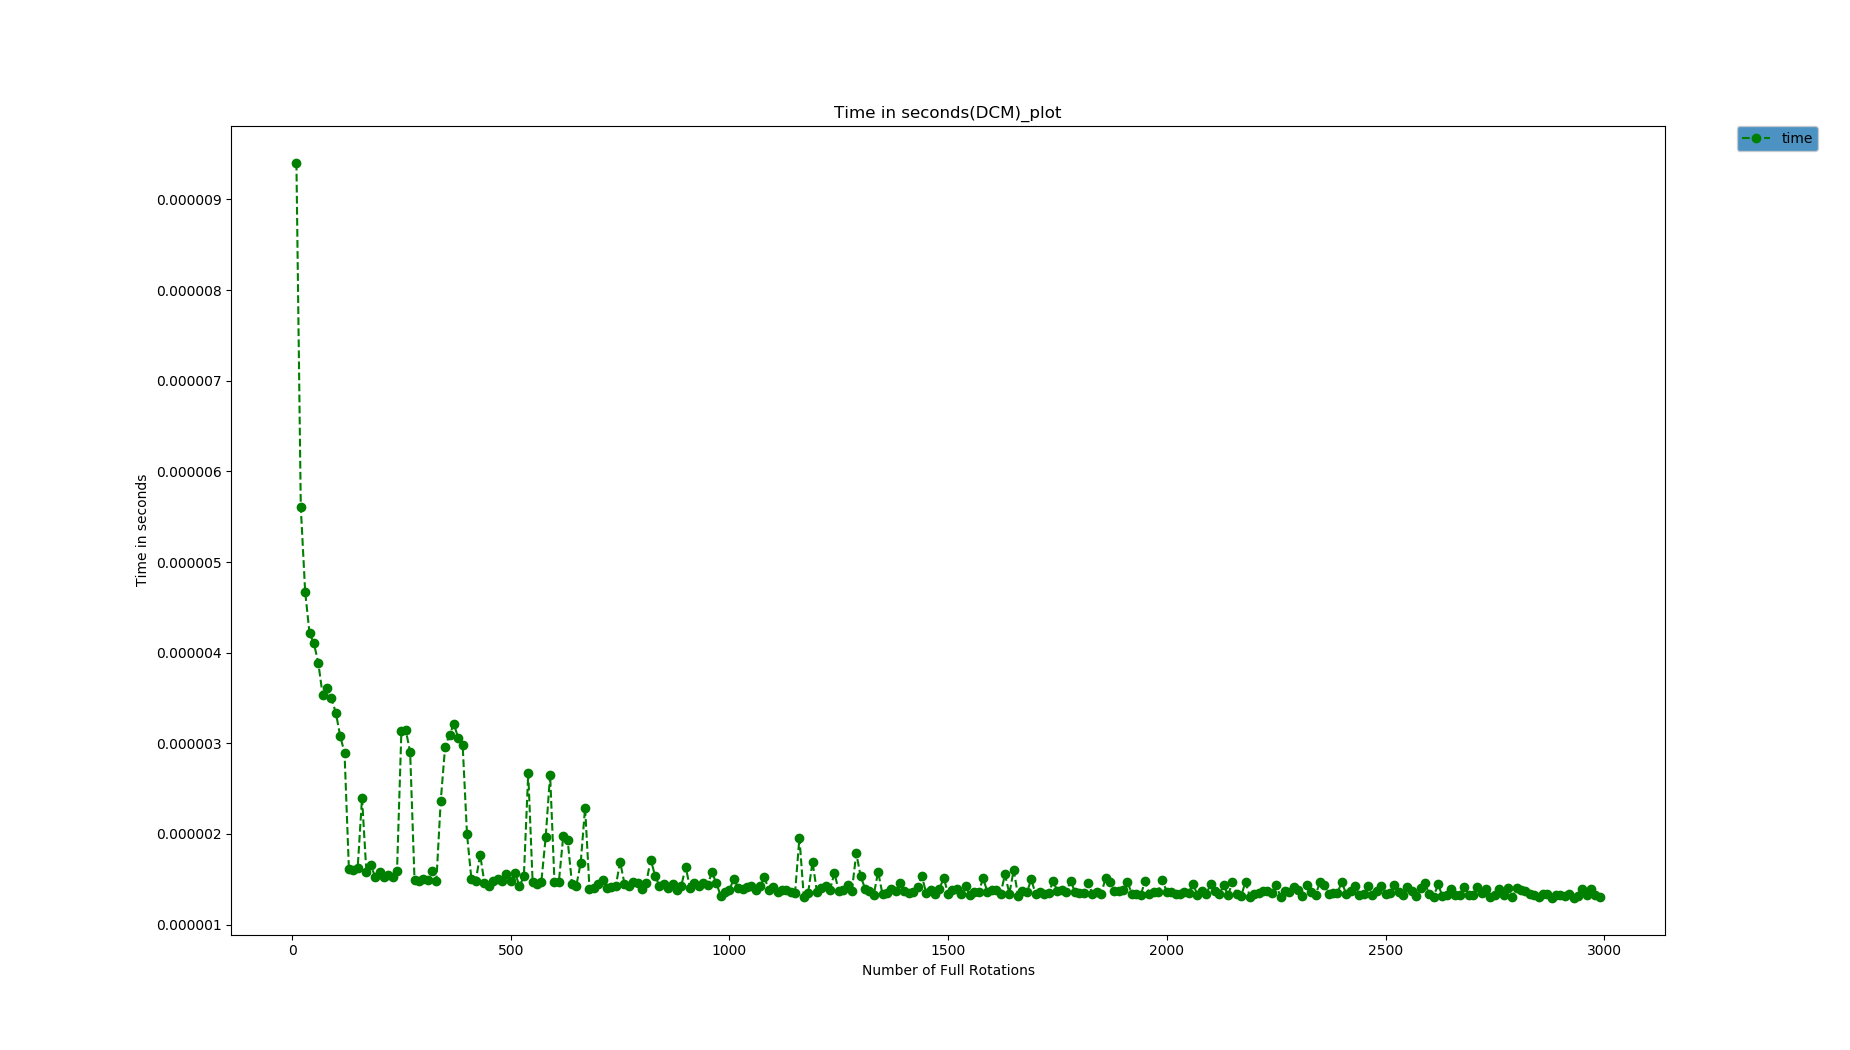 Time in seconds(DCM)_plot
time
0.000009
0.000008
0.000007
0.000006
0.000005
0.000004
0.000003
0.000002
0.000001
Time in seconds
0 500 1000 1500 2000 2500 3000
Number of Full Rotations